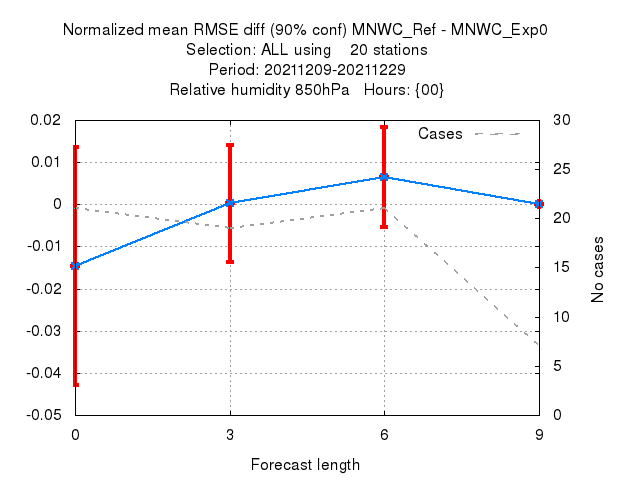 Normalized mean RMSE diff (90% conf) MNWC_Ref - MNWC_Exp0
Selection: ALL using    20 stations
Period: 20211209-20211229
Relative humidity 850hPa   Hours: {00}
Cases
0.02
0.01
0
-0.01
-0.02
-0.03
-0.04
-0.05
30
25
20
15
10
5
0
No cases
0 3 6 9
Forecast length